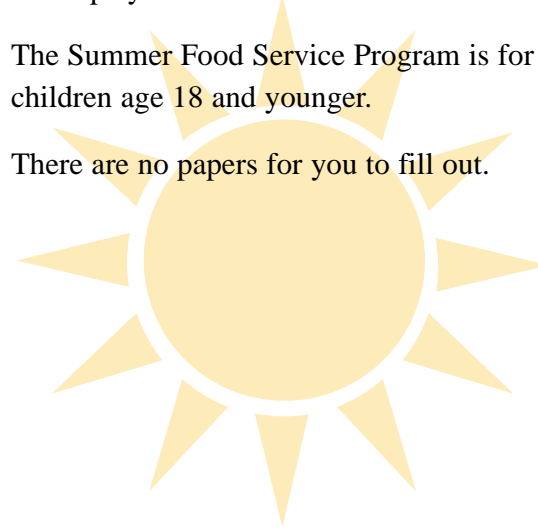 The Summer Food Service Program is for
children age 18 and younger.
There are no papers for you to fill out.